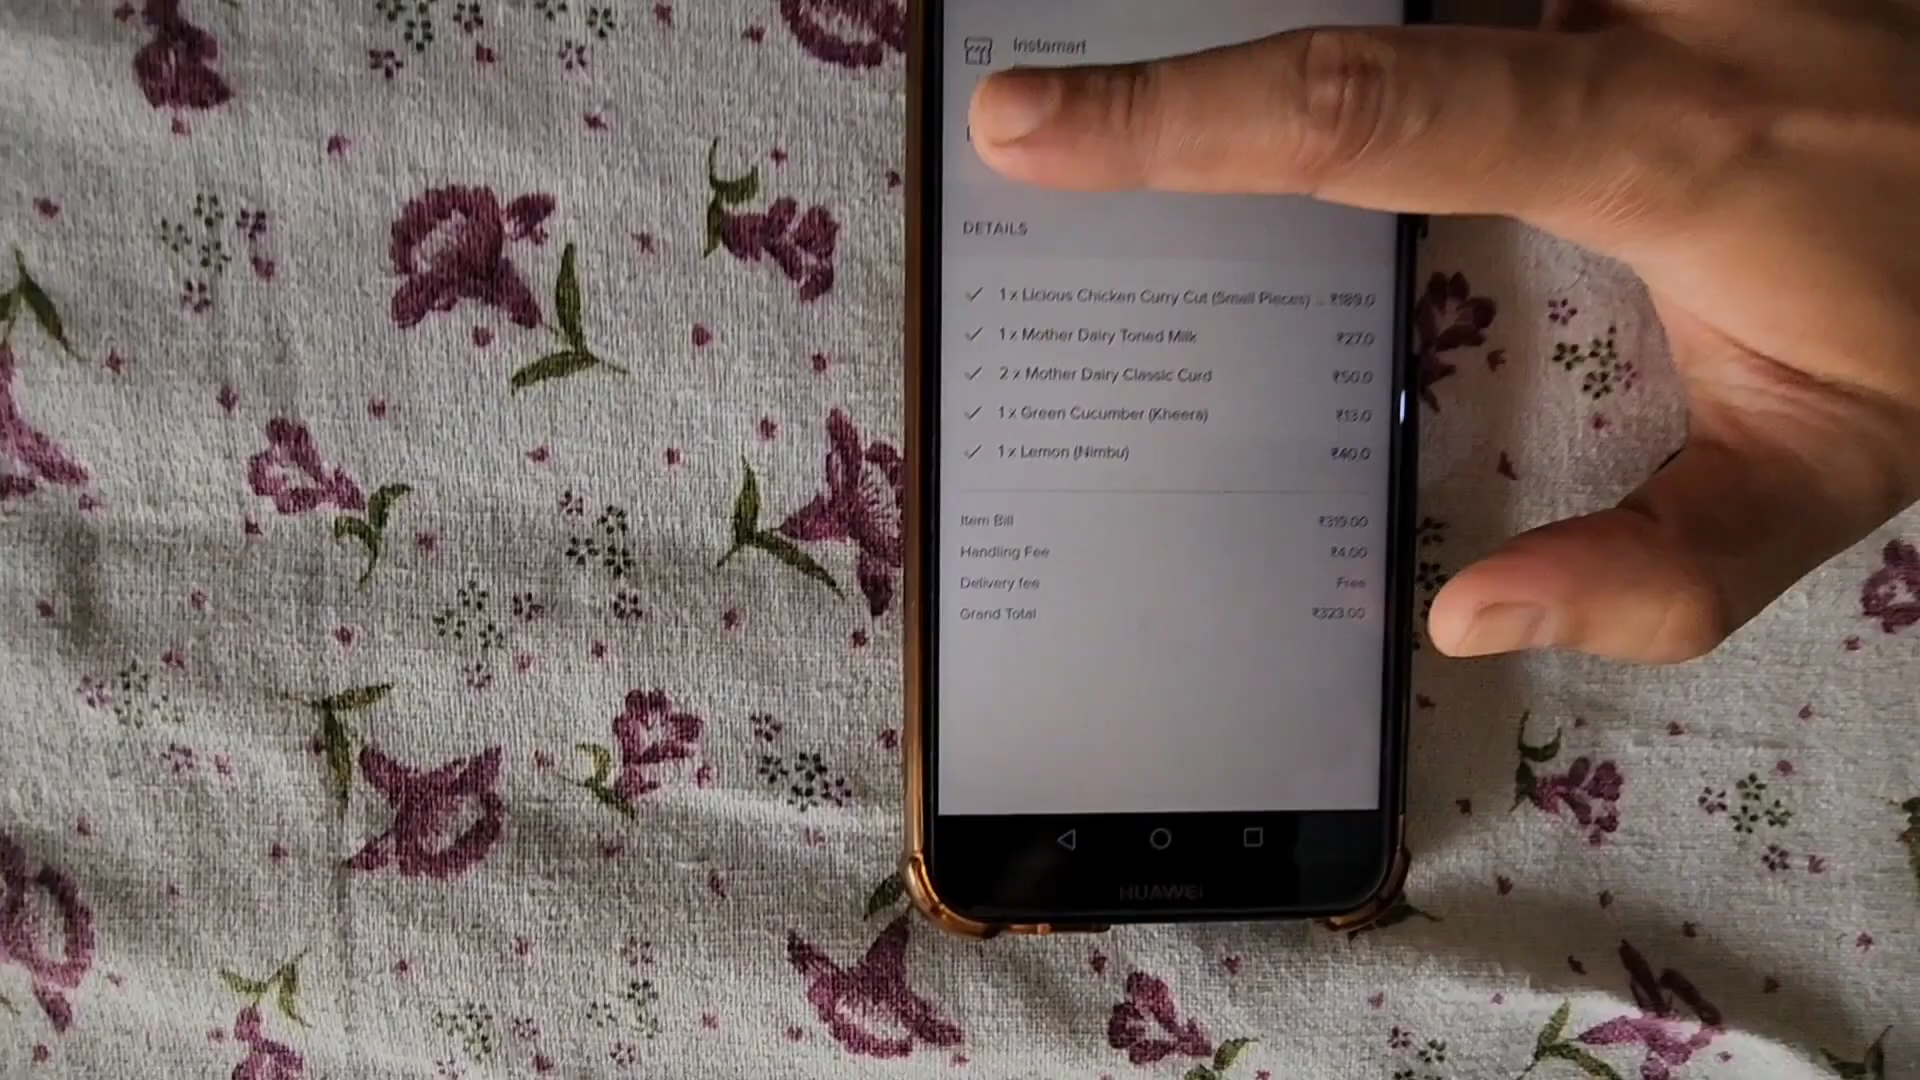 Instamart
DETAILS
1 x Licious Chicken Curry Cut (Small Pieces) ... ₹189.0
1 x Mother Dairy Toned Milk ₹27.0
2 x Mother Dairy Classic Curd ₹50.0
1 x Green Cucumber (Kheera) ₹13.0
1 x Lemon (Nimbu) ₹40.0
Item Bill ₹319.00
Handling Fee ₹4.00
Delivery fee Free
Grand Total ₹323.00
HUAWEI